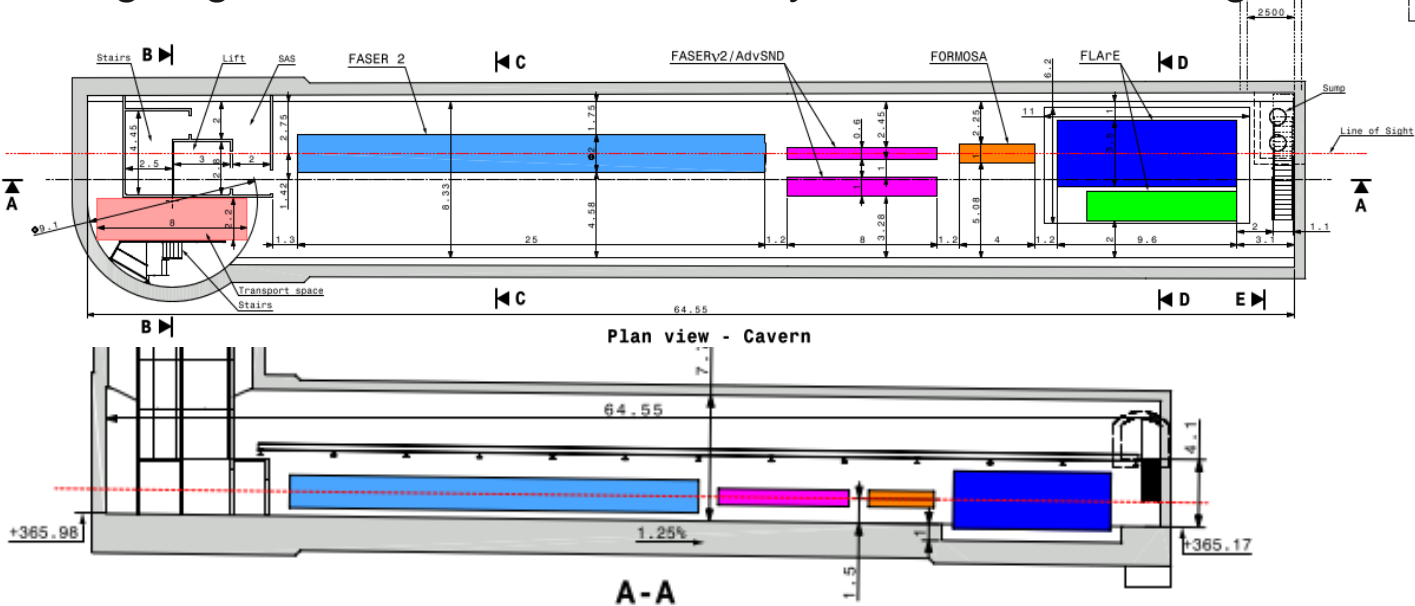 2500
B
Stairs
Lift
SAS
FASER 2
C
FASERν2/AdvSND
FORMOSA
FLArE
D
6.2
Sump
11
1
2.75
2
1.75
0.6
2.45
2.25
Line of Sight
4.45
2.5
3
2
1
1
A
A
1.42
8.33
4.58
1
3.28
5.08
9.1
8
2.2
1.3
25
1.2
8
1.2
4
1.2
2
9.6
2
3.1
1.1
Transport space
Stairs
C
D
E
64.55
B
Plan view - Cavern
64.55
4.1
+365.98
1.25%
1
1.5
+365.17
A-A